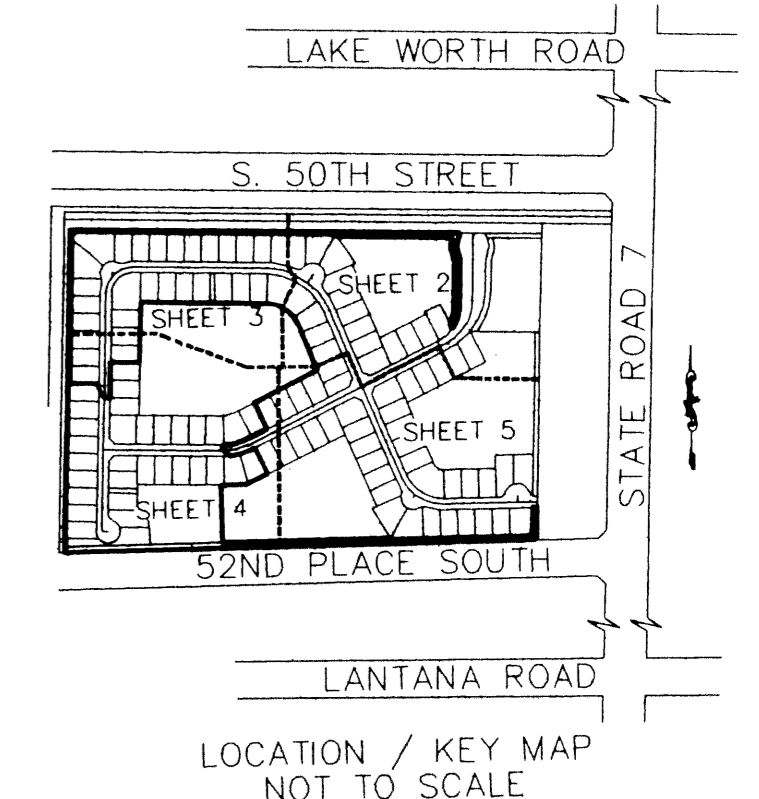 LAKE WORTH ROAD
S. 50TH STREET
SHEET 2
SHEET 3
STATE ROAD 7
SHEET 5
SHEET 4
52ND PLACE SOUTH
LANTANA ROAD
LOCATION / KEY MAP
NOT TO SCALE